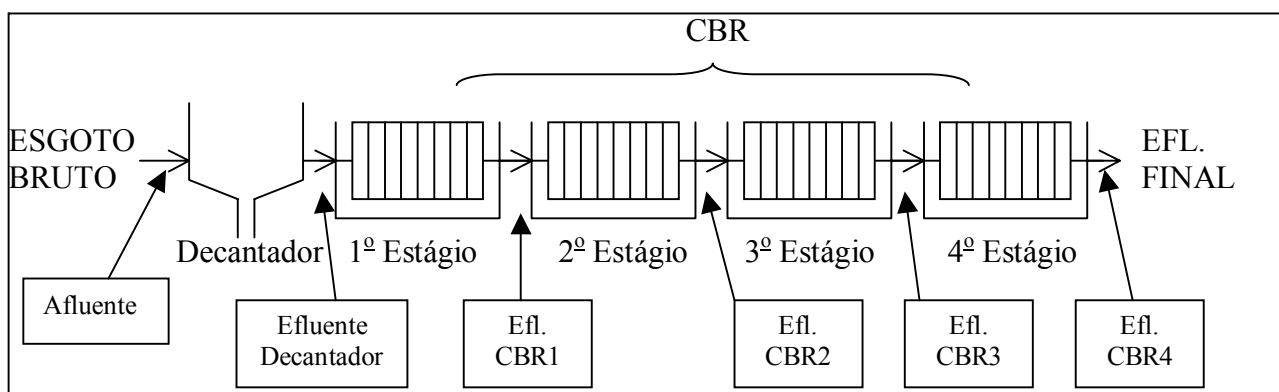 CBR
ESGOTO
BRUTO
EFL.
FINAL
Decantador
1º Estágio
2º Estágio
3º Estágio
4º Estágio
Afluente
Efluente
Decantador
Efl.
CBR1
Efl.
CBR2
Efl.
CBR3
Efl.
CBR4